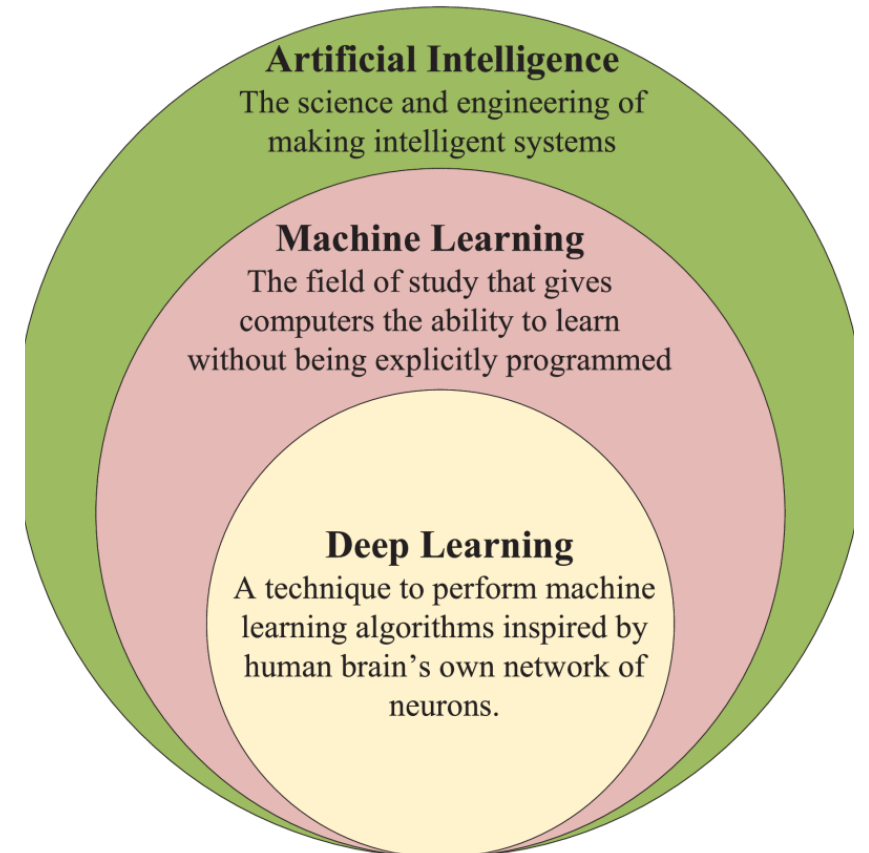 Artificial Intelligence
The science and engineering of
making intelligent systems
Machine Learning
The field of study that gives
computers the ability to learn
without being explicitly programmed
Deep Learning
A technique to perform machine
learning algorithms inspired by
human brain’s own network of
neurons.